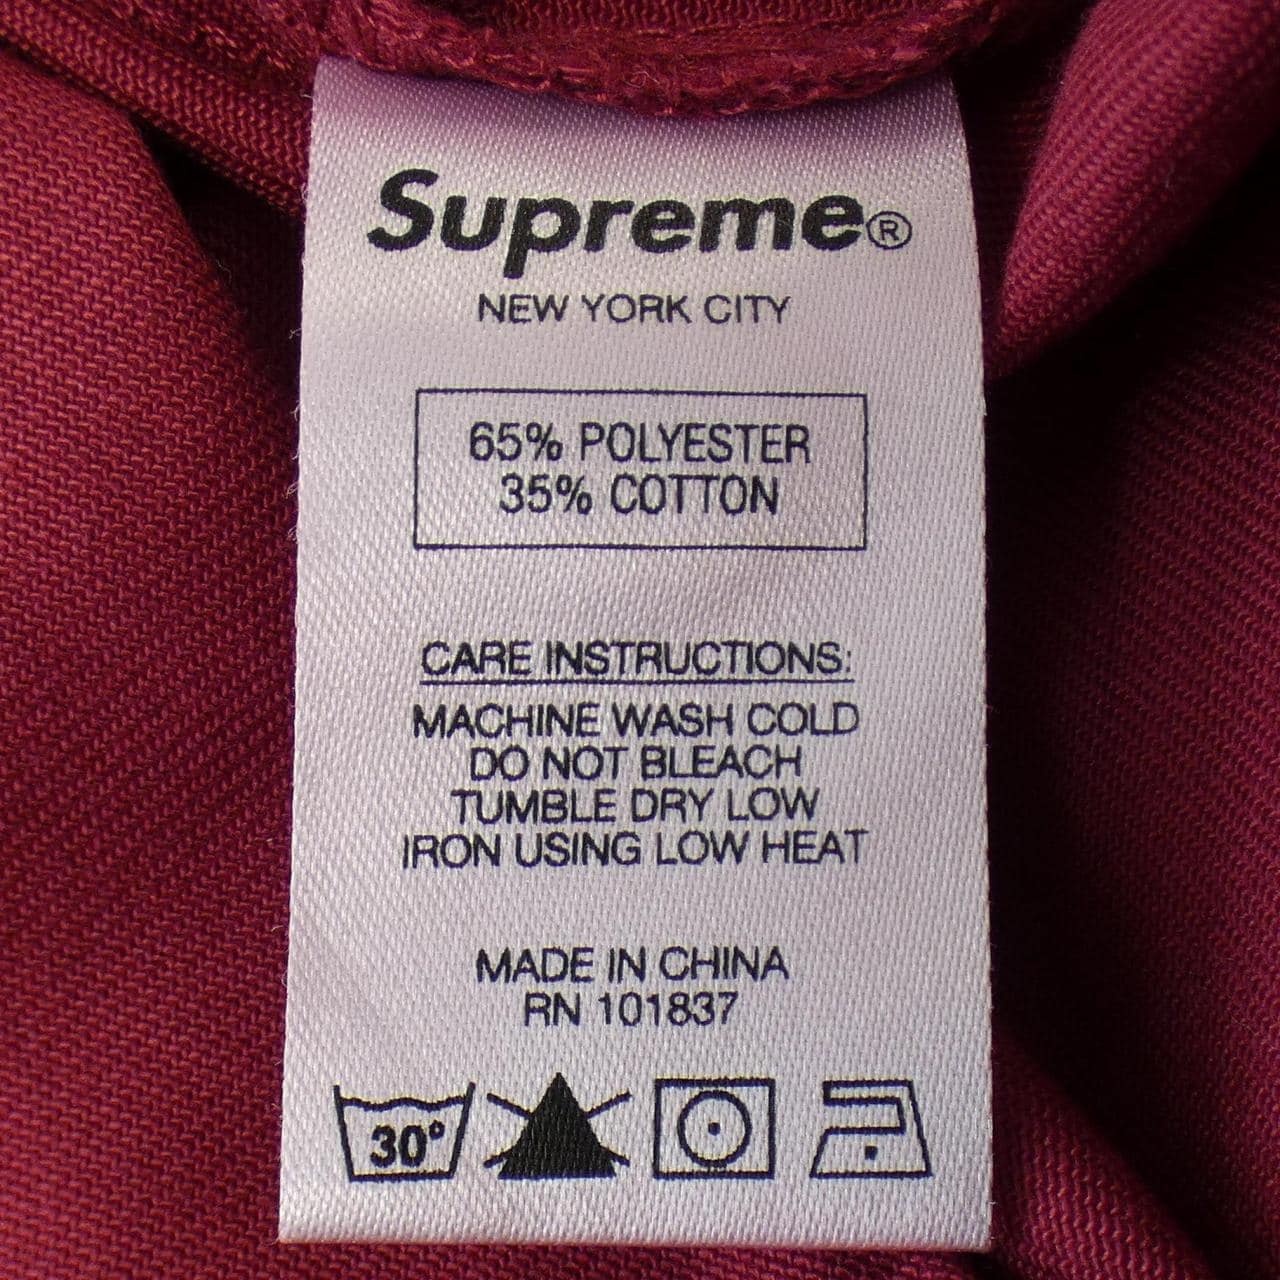 Supreme®
NEW YORK CITY
65% POLYESTER
35% COTTON
CARE INSTRUCTIONS:
MACHINE WASH COLD
DO NOT BLEACH
TUMBLE DRY LOW
IRON USING LOW HEAT
MADE IN CHINA
RN 101837
30°